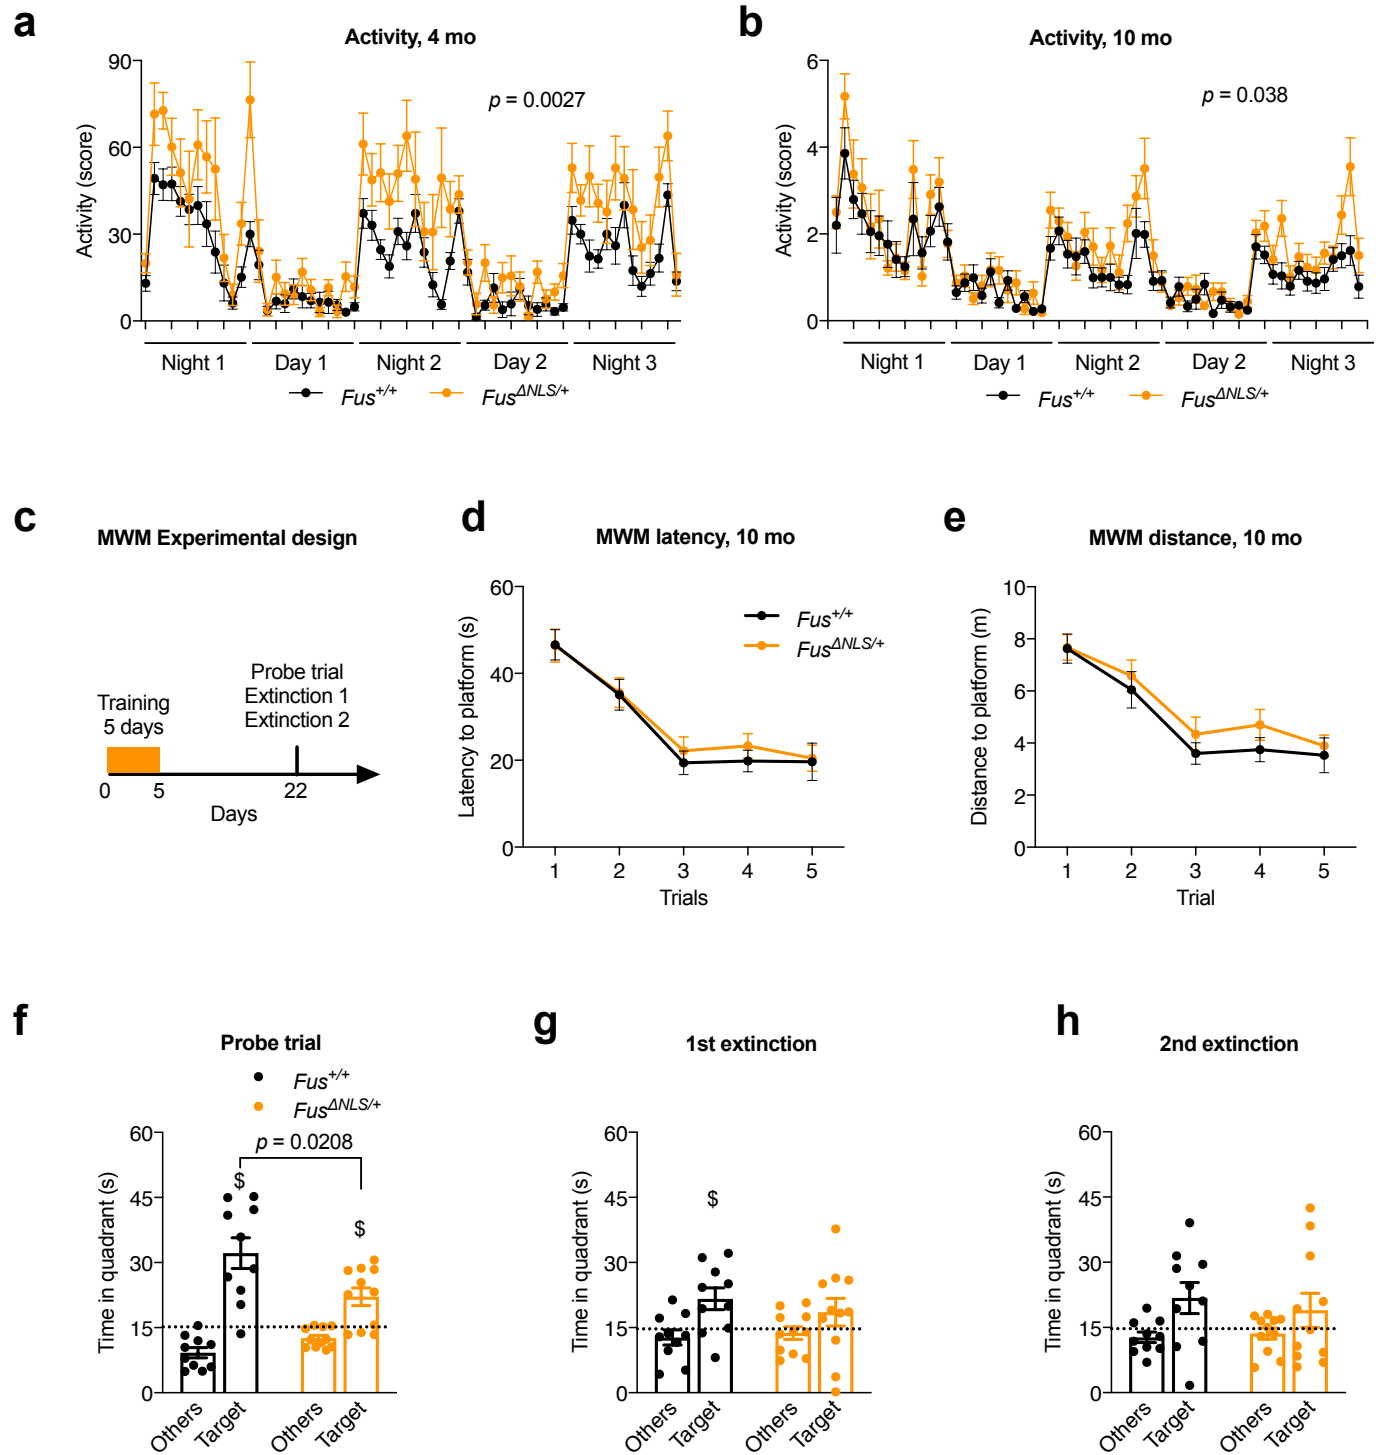 a
Activity, 4 mo
Activity (score)
90
60
30
0
p = 0.0027
Night 1
Day 1
Night 2
Day 2
Night 3
Fus+/+
FusΔNLS/+
b
Activity, 10 mo
Activity (score)
6
4
2
0
p = 0.038
Night 1
Day 1
Night 2
Day 2
Night 3
Fus+/+
FusΔNLS/+
c
MWM Experimental design
Training
5 days
Probe trial
Extinction 1
Extinction 2
0
5
22
Days
d
MWM latency, 10 mo
Latency to platform (s)
60
40
20
0
Fus+/+
FusΔNLS/+
1
2
3
4
5
Trials
e
MWM distance, 10 mo
Distance to platform (m)
10
8
6
4
2
0
1
2
3
4
5
Trial
f
Probe trial
Fus+/+
FusΔNLS/+
p = 0.0208
Time in quadrant (s)
60
45
30
15
0
$
$
Others
Target
Others
Target
g
1st extinction
Time in quadrant (s)
60
45
30
15
0
$
Others
Target
Others
Target
h
2nd extinction
Time in quadrant (s)
60
45
30
15
0
Others
Target
Others
Target